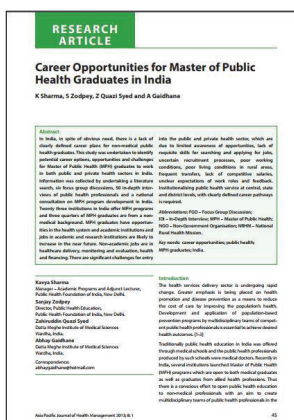 RESEARCH
ARTICLE
Career Opportunities for Master of Public
Health Graduates in India
K Sharma, S Zodpey, Z Quazi Syed and A Gaidhane
Abstract
In India, in spite of obvious need, there is a lack of
clearly defined career plans for non-medical public
health graduates. This study was undertaken to identify
potential career options, opportunities and challenges
for Master of Public Health (MPH) graduates to work
in both public and private health sectors in India.
Information was collected by undertaking a literature
search, six focus group discussions, 50 in-depth inter-
views of public health professionals and a national
consultation on MPH program development in India.
Twenty three institutions in India offer MPH programs
and three quarters of MPH graduates are from a non-
medical background. MPH graduates have opportun-
ities in the health system and academic institutions and
jobs in academic and research institutions are likely to
increase in the near future. Non-academic jobs are in
healthcare delivery, monitoring and evaluation, health
and financing. There are significant challenges for entry
into the public and private health sector, which are
due to limited awareness of opportunities, lack of
requisite skills for searching and applying for jobs,
uncertain recruitment processes, poor working
conditions, poor living conditions in rural areas,
frequent transfers, lack of competitive salaries,
unclear expectations of work roles and feedback.
Institutionalising public health service at central, state
and district levels, with clearly defined career pathways
is required.
Abbreviations: FGD – Focus Group Discussion;
IDI – In-Depth Interview; MPH – Master of Public Health;
NGO – Non-Government Organisation; NRHM – National
Rural Health Mission.
Key words: career opportunities; public health;
MPH graduates; India.
Kavya Sharma
Manager – Academic Programs and Adjunct Lecturer,
Public Health Foundation of India, New Delhi.
Sanjay Zodpey
Director, Public Health Education,
Public Health Foundation of India, New Delhi.
Zahiruddin Quazi Syed
Datta Meghe Institute of Medical Sciences
Wardha, India.
Abhay Gaidhane
Datta Meghe Institute of Medical Sciences
Wardha, India.
Correspondence:
abhaygaidhane@hotmail.com
Introduction
The health services delivery sector is undergoing rapid
change. Greater emphasis is being placed on health
promotion and disease prevention as a means to reduce
the cost of care by improving the population's health.
Development and application of population-based
prevention programs by multidisciplinary teams of compet-
ent public health professionals is essential to achieve desired
health outcomes. [1-3]
Traditionally public health education in India was offered
through medical schools and the public health professionals
produced by such schools were medical doctors. Recently in
India, several institutions launched Master of Public Health
(MPH) programs which are open to both medical graduates
as well as graduates from allied health professions. Thus
there is a conscious effort to open public health education
to non-medical professionals with an aim to create
multidisciplinary teams of public health professionals in the
Asia Pacific Journal of Health Management 2013; 8: 1
45